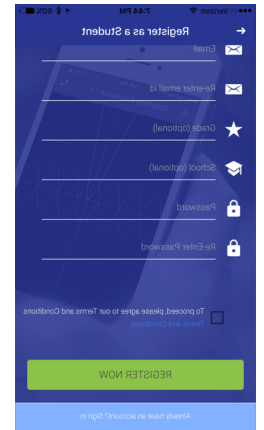 Verizon 7:44 PM 60%
Register as a Student
Email
Re-enter email id
Grade (optional)
School (optional)
Password
Re-Enter Password
To proceed, please agree to our Terms and Conditions
Terms and Conditions
REGISTER NOW
Already have an account? Sign in